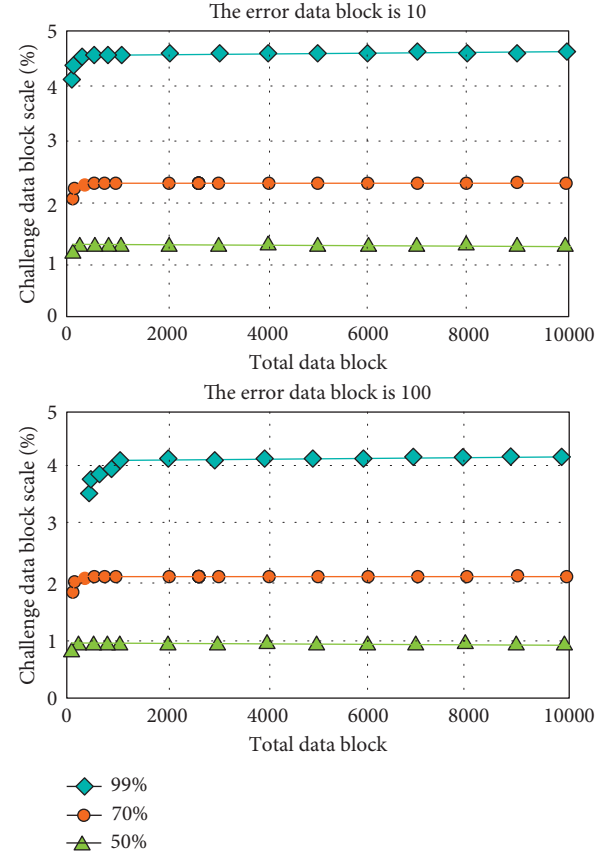 The error data block is 10
Challenge data block scale (%)
5
4
3
2
1
0
0 2000 4000 6000 8000 10000
Total data block
The error data block is 100
Challenge data block scale (%)
5
4
3
2
1
0
0 2000 4000 6000 8000 10000
Total data block
99%
70%
50%